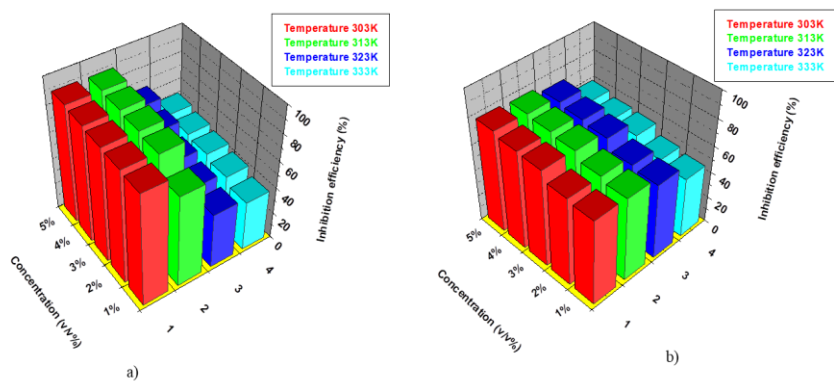 Temperature 303K
Temperature 313K
Temperature 323K
Temperature 333K
100
80
60
40
20
0
Inhibition efficiency (%)
5%
4%
3%
2%
1%
Concentration (v/v%)
1
2
3
4
a)
Temperature 303K
Temperature 313K
Temperature 323K
Temperature 333K
100
80
60
40
20
0
Inhibition efficiency (%)
5%
4%
3%
2%
1%
Concentration (v/v%)
1
2
3
4
b)